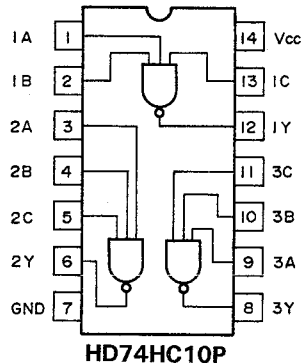 1A 1 14 Vcc
1B 2 13 1C
2A 3 12 1Y
2B 4 11 3C
2C 5 10 3B
2Y 6 9 3A
GND 7 8 3Y
HD74HC10P